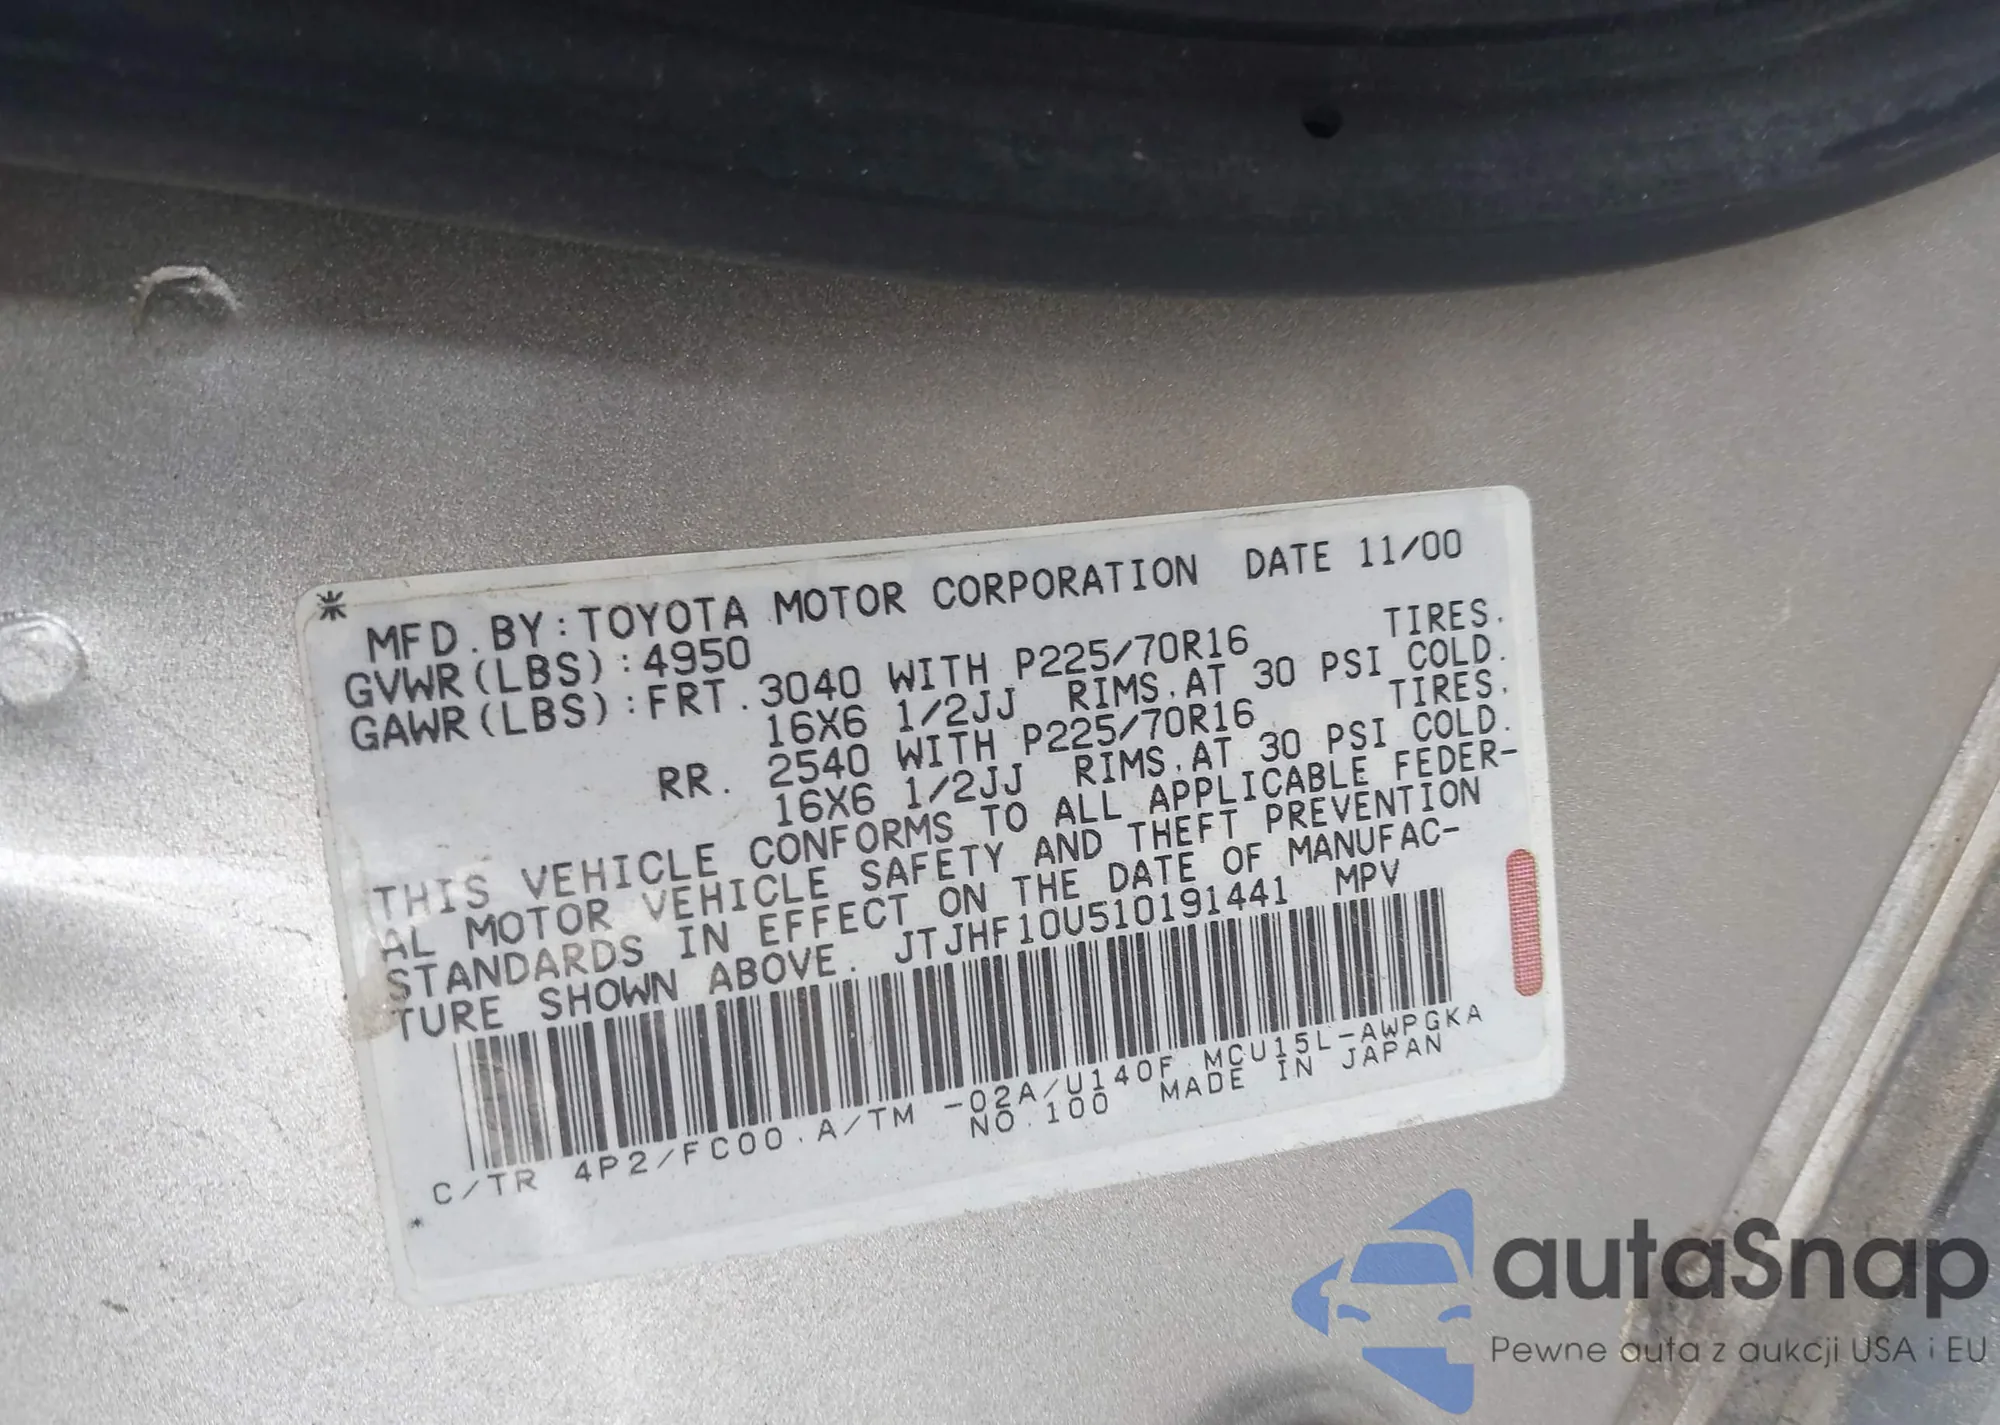 MFD.BY:TOYOTA MOTOR CORPORATION DATE 11/00
GVWR(LBS):4950
GAWR(LBS):FRT.3040 WITH P225/70R16 TIRES.
16X6 1/2JJ RIMS.AT 30 PSI COLD.
RR. 2540 WITH P225/70R16 TIRES.
16X6 1/2JJ RIMS.AT 30 PSI COLD.
THIS VEHICLE CONFORMS TO ALL APPLICABLE FEDER-
AL MOTOR VEHICLE SAFETY AND THEFT PREVENTION
STANDARDS IN EFFECT ON THE DATE OF MANUFAC-
TURE SHOWN ABOVE. JTJHF10U510191441 MPV
C/TR 4P2/FC00.A/TM -02A/U140F MCU15L-AWPGKA
NO.100 MADE IN JAPAN
autaSnap
Pewne auta z aukcji USA i EU